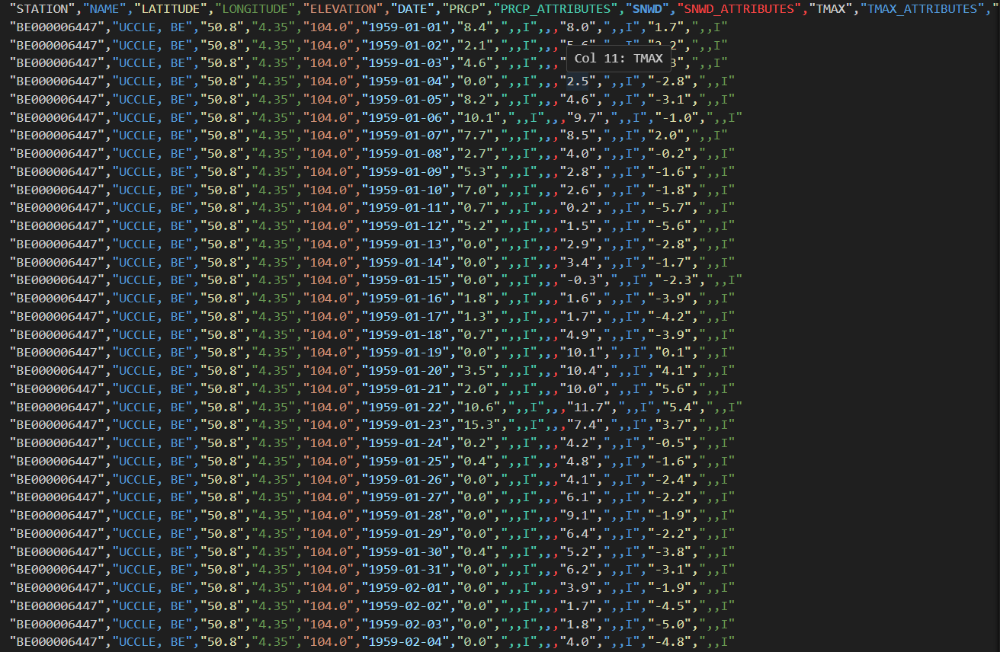 "STATION","NAME","LATITUDE","LONGITUDE","ELEVATION","DATE","PRCP","PRCP_ATTRIBUTES","SNWD","SNWD_ATTRIBUTES","TMAX","TMAX_ATTRIBUTES","
"BE000006447","UCCLE, BE","50.8","4.35","104.0","1959-01-01","8.4",",,I",,,"8.0",",,I","1.7",",,I"
"BE000006447","UCCLE, BE","50.8","4.35","104.0","1959-01-02","2.1",",,I",,,"5.6",",,I","2.2",",,I"
"BE000006447","UCCLE, BE","50.8","4.35","104.0","1959-01-03","4.6",",,I",,,"
Col 11: TMAX
3",",,I"
"BE000006447","UCCLE, BE","50.8","4.35","104.0","1959-01-04","0.0",",,I",,,"2.5",",,I","-2.8",",,I"
"BE000006447","UCCLE, BE","50.8","4.35","104.0","1959-01-05","8.2",",,I",,,"4.6",",,I","-3.1",",,I"
"BE000006447","UCCLE, BE","50.8","4.35","104.0","1959-01-06","10.1",",,I",,,"9.7",",,I","-1.0",",,I"
"BE000006447","UCCLE, BE","50.8","4.35","104.0","1959-01-07","7.7",",,I",,,"8.5",",,I","2.0",",,I"
"BE000006447","UCCLE, BE","50.8","4.35","104.0","1959-01-08","2.7",",,I",,,"4.0",",,I","-0.2",",,I"
"BE000006447","UCCLE, BE","50.8","4.35","104.0","1959-01-09","5.3",",,I",,,"2.8",",,I","-1.6",",,I"
"BE000006447","UCCLE, BE","50.8","4.35","104.0","1959-01-10","7.0",",,I",,,"2.6",",,I","-1.8",",,I"
"BE000006447","UCCLE, BE","50.8","4.35","104.0","1959-01-11","0.7",",,I",,,"0.2",",,I","-5.7",",,I"
"BE000006447","UCCLE, BE","50.8","4.35","104.0","1959-01-12","5.2",",,I",,,"1.5",",,I","-5.6",",,I"
"BE000006447","UCCLE, BE","50.8","4.35","104.0","1959-01-13","0.0",",,I",,,"2.9",",,I","-2.8",",,I"
"BE000006447","UCCLE, BE","50.8","4.35","104.0","1959-01-14","0.0",",,I",,,"3.4",",,I","-1.7",",,I"
"BE000006447","UCCLE, BE","50.8","4.35","104.0","1959-01-15","0.0",",,I",,,"-0.3",",,I","-2.3",",,I"
"BE000006447","UCCLE, BE","50.8","4.35","104.0","1959-01-16","1.8",",,I",,,"1.6",",,I","-3.9",",,I"
"BE000006447","UCCLE, BE","50.8","4.35","104.0","1959-01-17","1.3",",,I",,,"1.7",",,I","-4.2",",,I"
"BE000006447","UCCLE, BE","50.8","4.35","104.0","1959-01-18","0.7",",,I",,,"4.9",",,I","-3.9",",,I"
"BE000006447","UCCLE, BE","50.8","4.35","104.0","1959-01-19","0.0",",,I",,,"10.1",",,I","0.1",",,I"
"BE000006447","UCCLE, BE","50.8","4.35","104.0","1959-01-20","3.5",",,I",,,"10.4",",,I","4.1",",,I"
"BE000006447","UCCLE, BE","50.8","4.35","104.0","1959-01-21","2.0",",,I",,,"10.0",",,I","5.6",",,I"
"BE000006447","UCCLE, BE","50.8","4.35","104.0","1959-01-22","10.6",",,I",,,"11.7",",,I","5.4",",,I"
"BE000006447","UCCLE, BE","50.8","4.35","104.0","1959-01-23","15.3",",,I",,,"7.4",",,I","3.7",",,I"
"BE000006447","UCCLE, BE","50.8","4.35","104.0","1959-01-24","0.2",",,I",,,"4.2",",,I","-0.5",",,I"
"BE000006447","UCCLE, BE","50.8","4.35","104.0","1959-01-25","0.4",",,I",,,"4.8",",,I","-1.6",",,I"
"BE000006447","UCCLE, BE","50.8","4.35","104.0","1959-01-26","0.0",",,I",,,"4.1",",,I","-2.4",",,I"
"BE000006447","UCCLE, BE","50.8","4.35","104.0","1959-01-27","0.0",",,I",,,"6.1",",,I","-2.2",",,I"
"BE000006447","UCCLE, BE","50.8","4.35","104.0","1959-01-28","0.0",",,I",,,"9.1",",,I","-1.9",",,I"
"BE000006447","UCCLE, BE","50.8","4.35","104.0","1959-01-29","0.0",",,I",,,"6.4",",,I","-2.2",",,I"
"BE000006447","UCCLE, BE","50.8","4.35","104.0","1959-01-30","0.4",",,I",,,"5.2",",,I","-3.8",",,I"
"BE000006447","UCCLE, BE","50.8","4.35","104.0","1959-01-31","0.0",",,I",,,"6.2",",,I","-3.1",",,I"
"BE000006447","UCCLE, BE","50.8","4.35","104.0","1959-02-01","0.0",",,I",,,"3.9",",,I","-1.9",",,I"
"BE000006447","UCCLE, BE","50.8","4.35","104.0","1959-02-02","0.0",",,I",,,"1.7",",,I","-4.5",",,I"
"BE000006447","UCCLE, BE","50.8","4.35","104.0","1959-02-03","0.0",",,I",,,"1.8",",,I","-5.0",",,I"
"BE000006447","UCCLE, BE","50.8","4.35","104.0","1959-02-04","0.0",",,I",,,"4.0",",,I","-4.8",",,I"